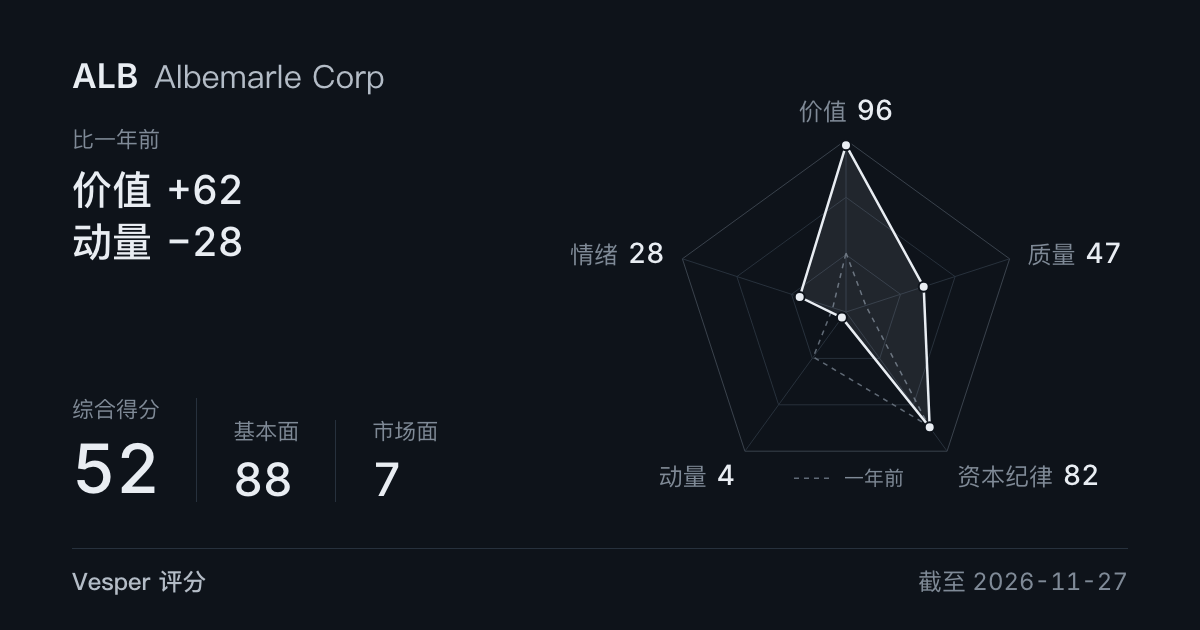 ALB Albemarle Corp
比一年前
价值 +62
动量 −28
综合得分
52
基本面
88
市场面
7
价值 96
情绪 28
质量 47
动量 4
一年前
资本纪律 82
Vesper 评分
截至 2026-11-27